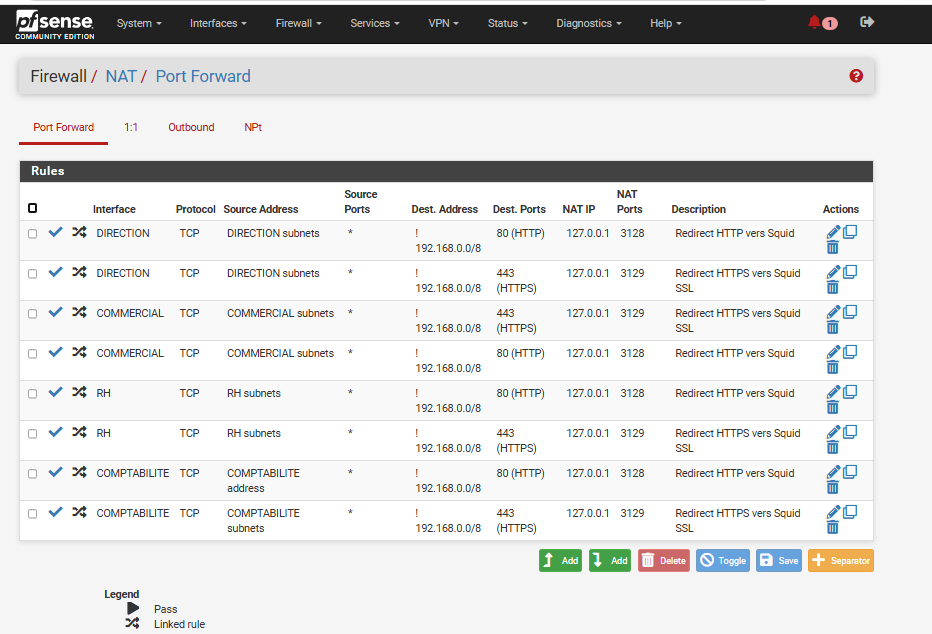 pfsense
COMMUNITY EDITION
System Interfaces Firewall Services VPN Status Diagnostics Help 1
Firewall / NAT / Port Forward ?
Port Forward 1:1 Outbound NPt
Rules
Interface Protocol Source Address Source Ports Dest. Address Dest. Ports NAT IP NAT Ports Description Actions
DIRECTION TCP DIRECTION subnets * ! 192.168.0.0/8 80 (HTTP) 127.0.0.1 3128 Redirect HTTP vers Squid
DIRECTION TCP DIRECTION subnets * ! 192.168.0.0/8 443 (HTTPS) 127.0.0.1 3129 Redirect HTTPS vers Squid SSL
COMMERCIAL TCP COMMERCIAL subnets * ! 192.168.0.0/8 443 (HTTPS) 127.0.0.1 3129 Redirect HTTPS vers Squid SSL
COMMERCIAL TCP COMMERCIAL subnets * ! 192.168.0.0/8 80 (HTTP) 127.0.0.1 3128 Redirect HTTP vers Squid
RH TCP RH subnets * ! 192.168.0.0/8 80 (HTTP) 127.0.0.1 3128 Redirect HTTP vers Squid
RH TCP RH subnets * ! 192.168.0.0/8 443 (HTTPS) 127.0.0.1 3129 Redirect HTTPS vers Squid SSL
COMPTABILITE TCP COMPTABILITE address * ! 192.168.0.0/8 80 (HTTP) 127.0.0.1 3128 Redirect HTTP vers Squid
COMPTABILITE TCP COMPTABILITE subnets * ! 192.168.0.0/8 443 (HTTPS) 127.0.0.1 3129 Redirect HTTPS vers Squid SSL
Add Add Delete Toggle Save Separator
Legend
Pass
Linked rule